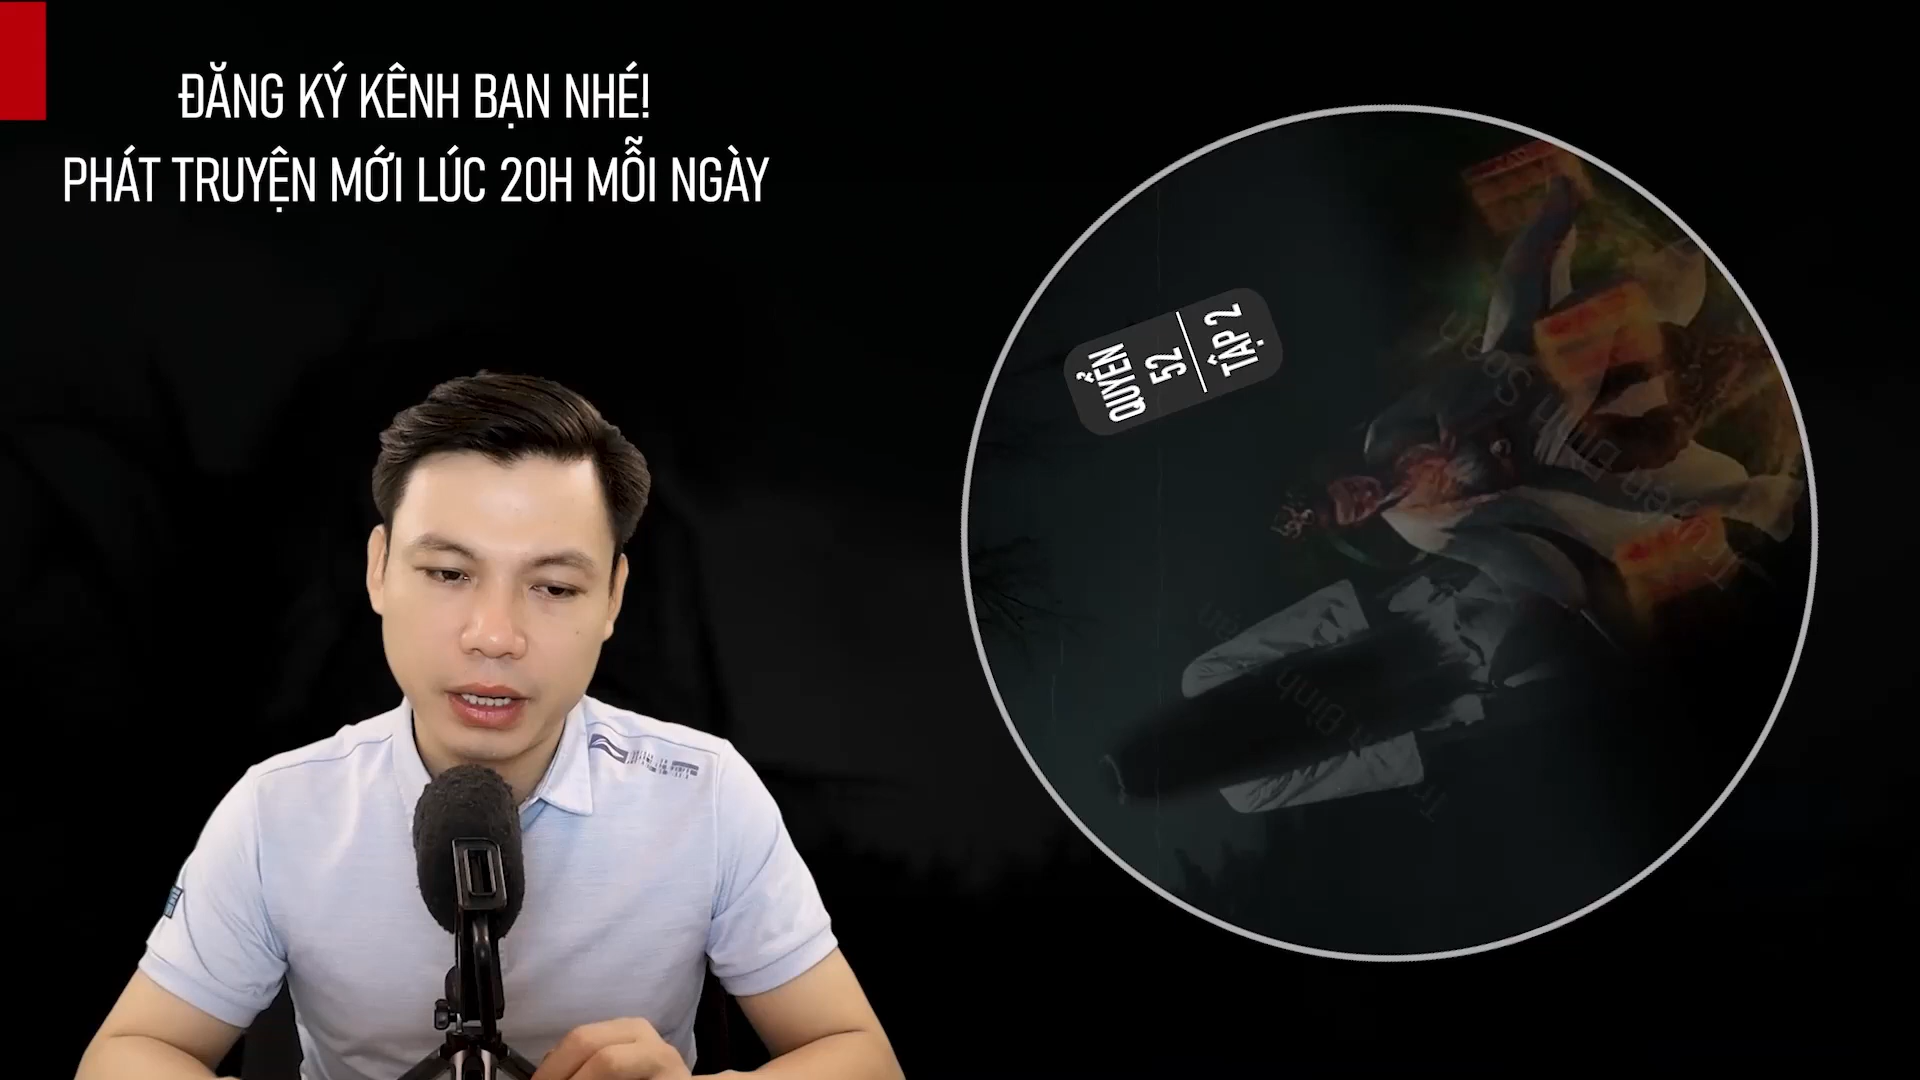 ĐĂNG KÝ KÊNH BẠN NHÉ!
PHÁT TRUYỆN MỚI LÚC 20H MỖI NGÀY
QUYỂN
52
TẬP 2